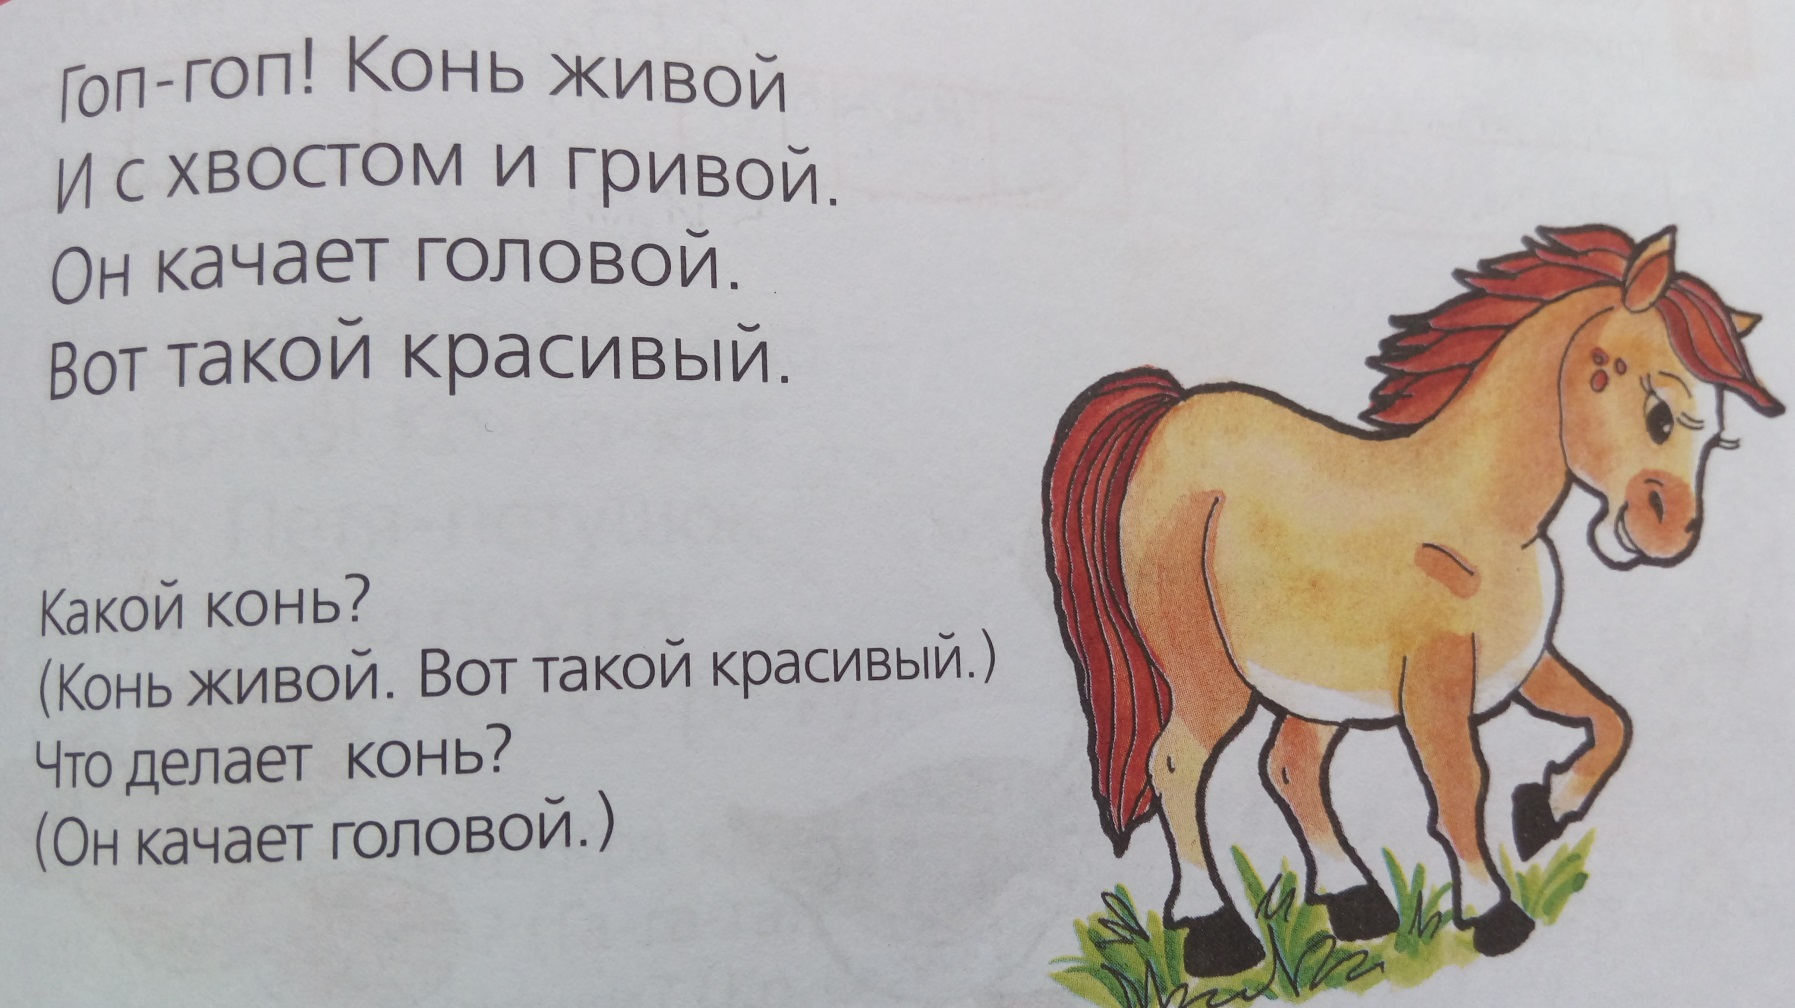 Гоп-гоп! Конь живой
И с хвостом и гривой.
Он качает головой.
Вот такой красивый.
Какой конь?
(Конь живой. Вот такой красивый.)
Что делает конь?
(Он качает головой.)